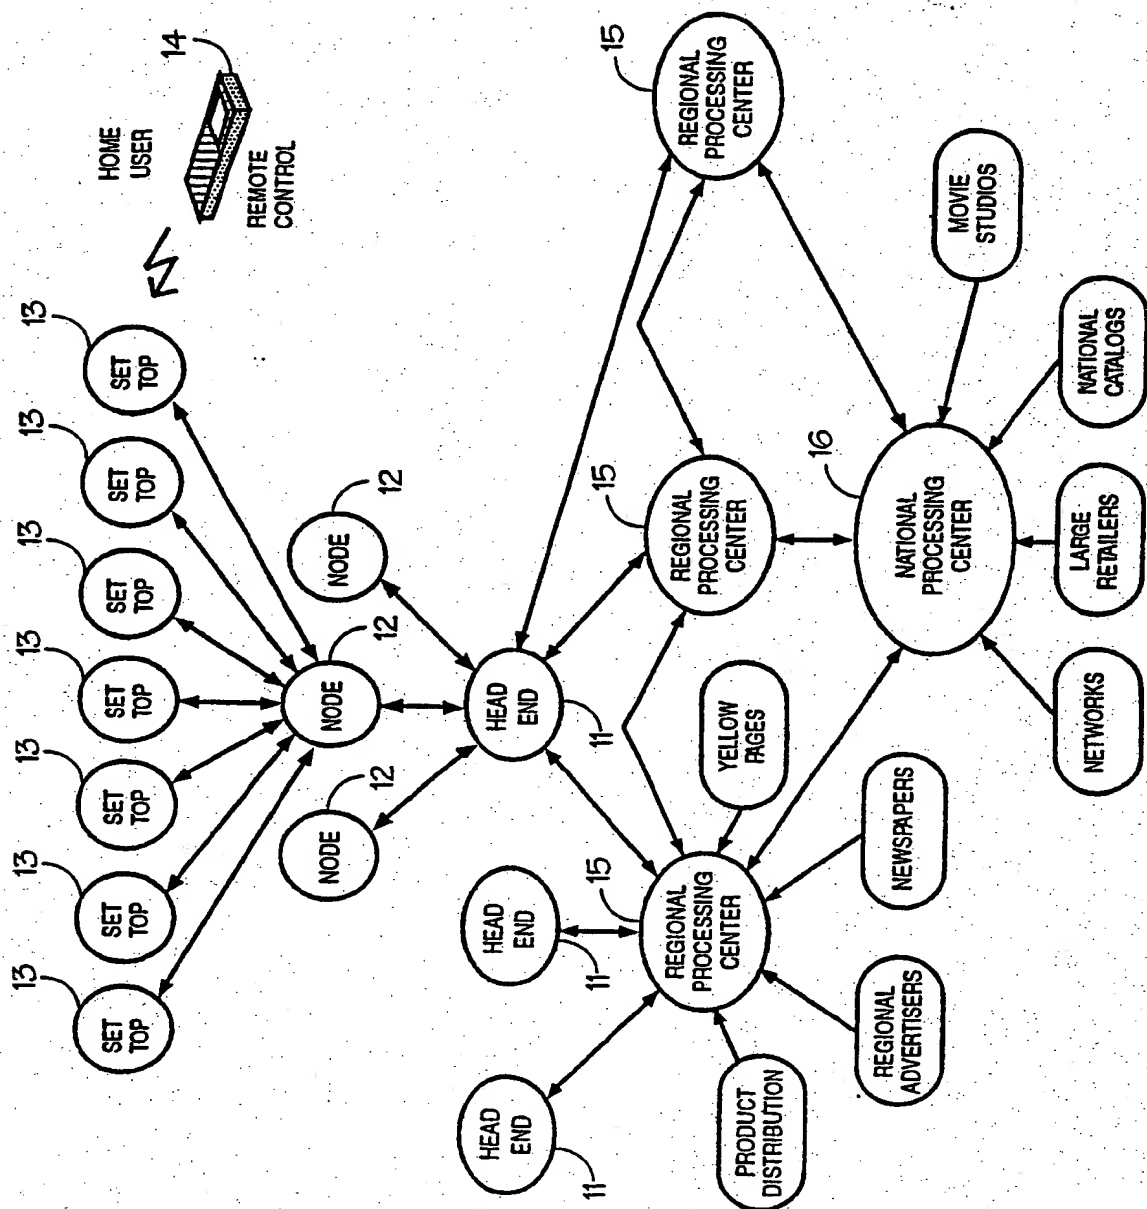 13
13
13
13
13
13
13
SET
TOP
SET
TOP
SET
TOP
SET
TOP
SET
TOP
SET
TOP
SET
TOP
HOME
USER
14
REMOTE
CONTROL
12
12
12
NODE
NODE
NODE
HEAD
END
11
HEAD
END
11
HEAD
END
11
15
REGIONAL
PROCESSING
CENTER
15
REGIONAL
PROCESSING
CENTER
15
REGIONAL
PROCESSING
CENTER
PRODUCT
DISTRIBUTION
YELLOW
PAGES
REGIONAL
ADVERTISERS
NEWSPAPERS
16
NATIONAL
PROCESSING
CENTER
MOVIE
STUDIOS
NETWORKS
LARGE
RETAILERS
NATIONAL
CATALOGS